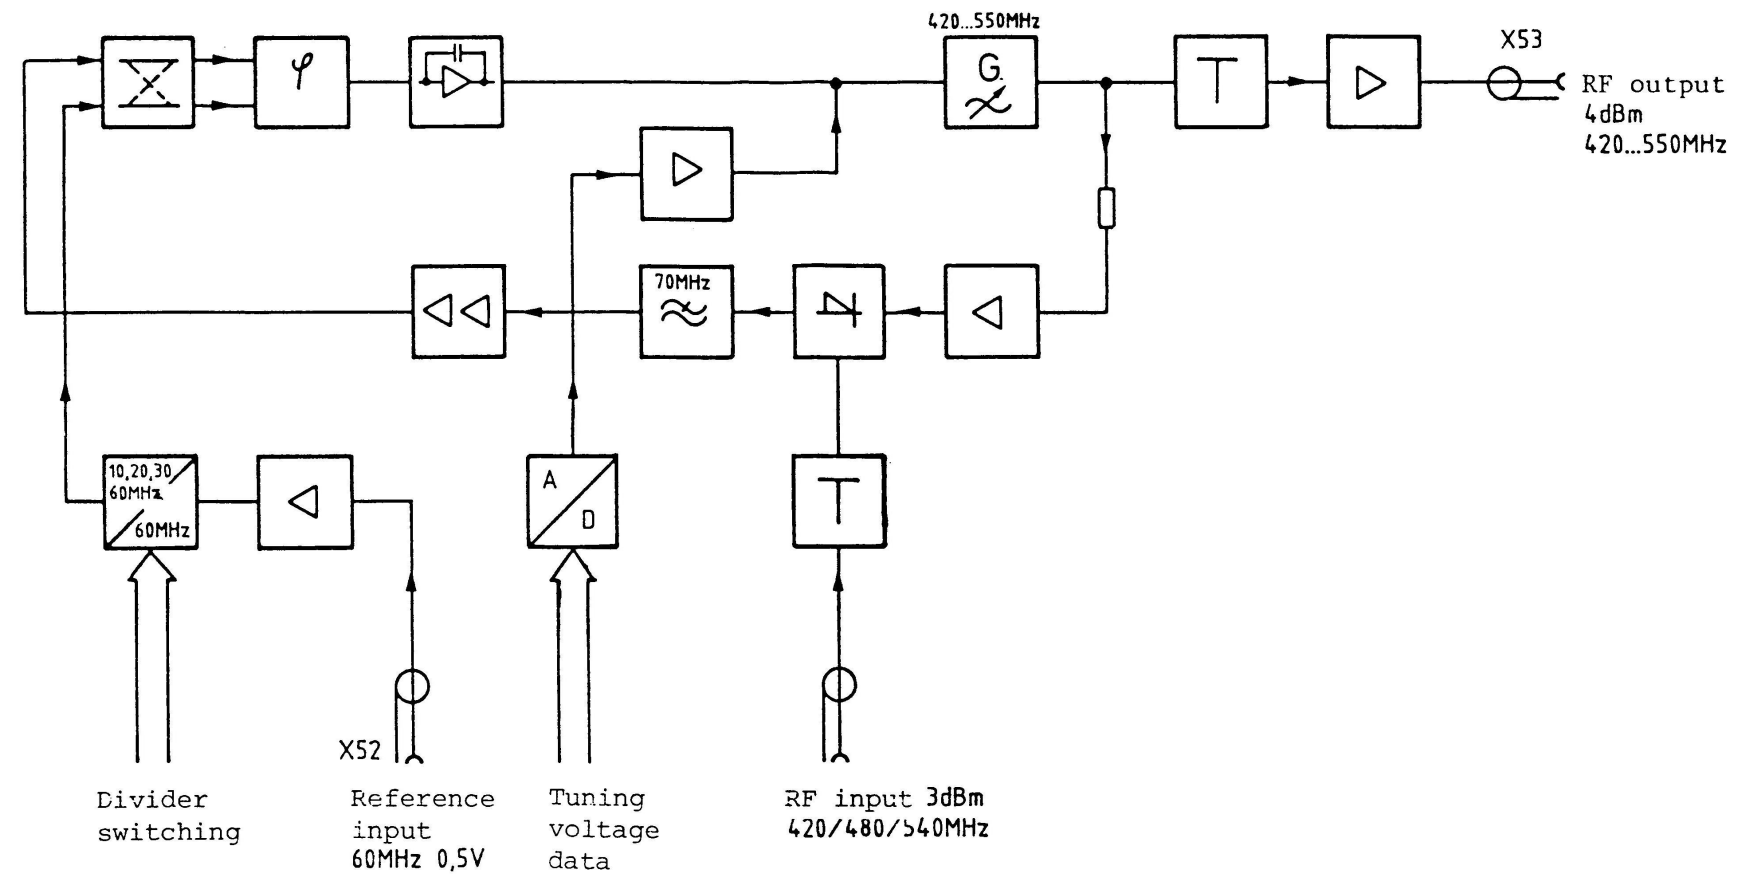 420...550MHz
X53
φ
G
T
RF output
4dBm
420...550MHz
70MHz
10,20,30
60MHz
60MHz
A
D
T
X52
Divider
switching
Reference
input
60MHz 0,5V
Tuning
voltage
data
RF input 3dBm
420/480/540MHz